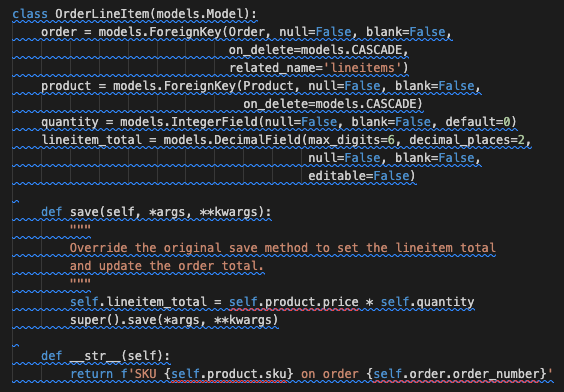 class OrderLineItem(models.Model):
    order = models.ForeignKey(Order, null=False, blank=False,
                              on_delete=models.CASCADE,
                              related_name='lineitems')
    product = models.ForeignKey(Product, null=False, blank=False,
                                on_delete=models.CASCADE)
    quantity = models.IntegerField(null=False, blank=False, default=0)
    lineitem_total = models.DecimalField(max_digits=6, decimal_places=2,
                                         null=False, blank=False,
                                         editable=False)

    def save(self, *args, **kwargs):
        """
        Override the original save method to set the lineitem total
        and update the order total.
        """
        self.lineitem_total = self.product.price * self.quantity
        super().save(*args, **kwargs)

    def __str__(self):
        return f'SKU {self.product.sku} on order {self.order.order_number}'